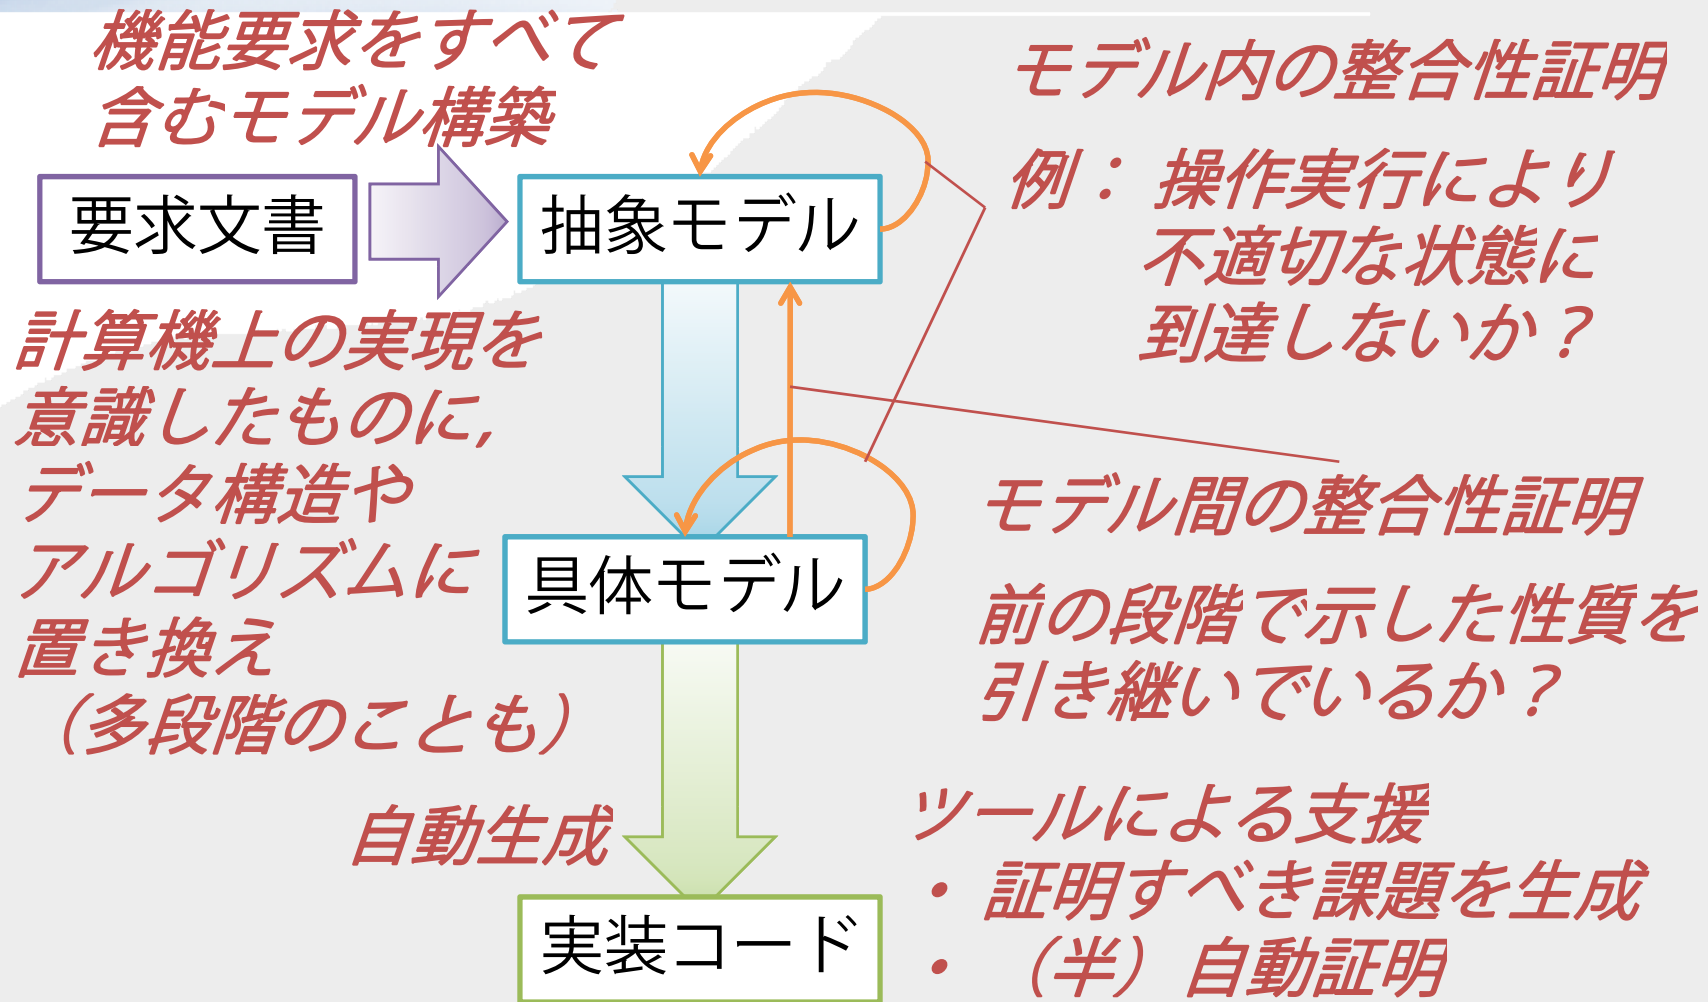 機能要求をすべて
含むモデル構築
要求文書
抽象モデル
モデル内の整合性証明
例： 操作実行により
不適切な状態に
到達しないか？
計算機上の実現を
意識したものに,
データ構造や
アルゴリズムに
置き換え
（多段階のことも）
具体モデル
モデル間の整合性証明
前の段階で示した性質を
引き継いでいるか？
自動生成
実装コード
ツールによる支援
・ 証明すべき課題を生成
・ （半）自動証明